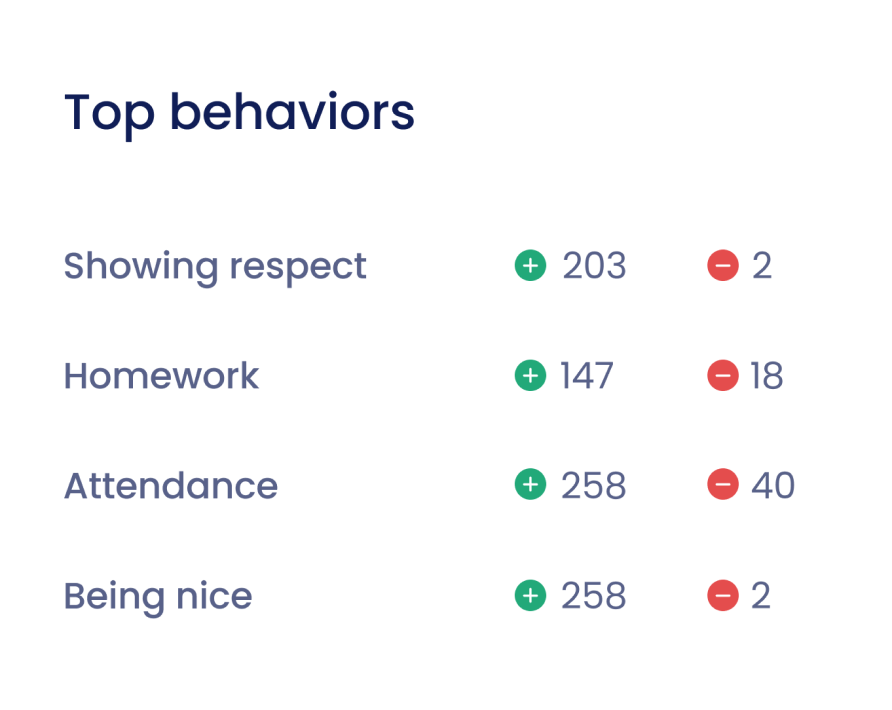 Top behaviors
Showing respect + 203 − 2
Homework + 147 − 18
Attendance + 258 − 40
Being nice + 258 − 2